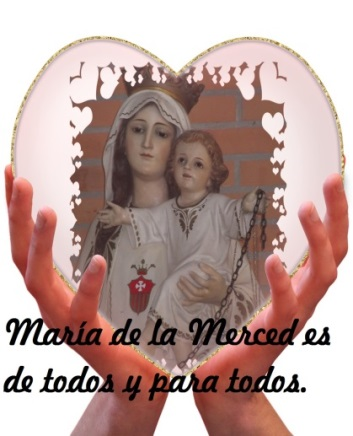 María de la Merced es
de todos y para todos.